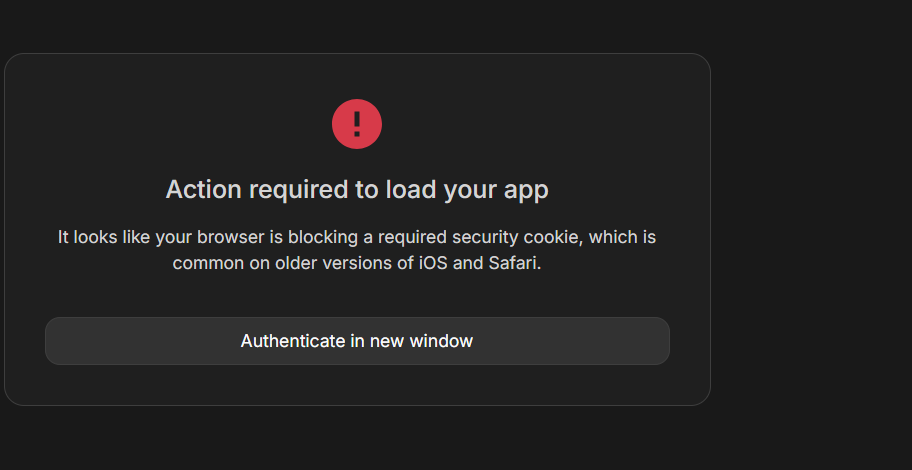 Action required to load your app
It looks like your browser is blocking a required security cookie, which is
common on older versions of iOS and Safari.
Authenticate in new window